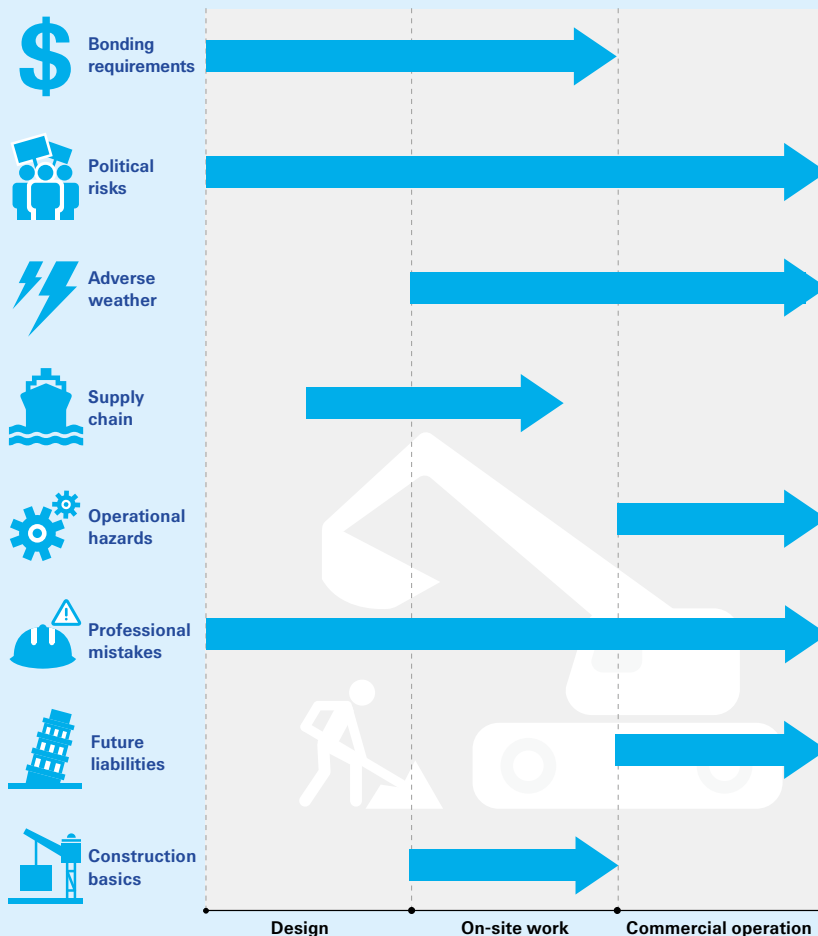 $
Bonding
requirements
Political
risks
Adverse
weather
Supply
chain
Operational
hazards
!
Professional
mistakes
Future
liabilities
Construction
basics
Design
On-site work
Commercial operation